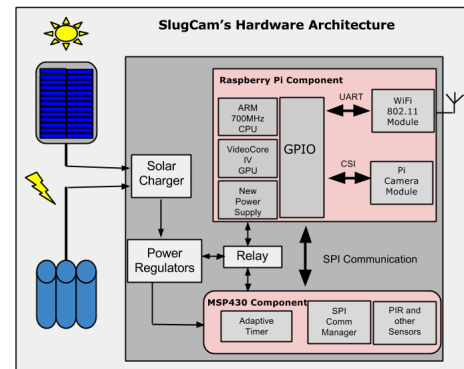 SlugCam's Hardware Architecture
Raspberry Pi Component
ARM
700MHz
CPU
VideoCore
IV
GPU
New
Power
Supply
GPIO
UART
WiFi
802.11
Module
CSI
Pi
Camera
Module
Solar
Charger
Power
Regulators
Relay
SPI Communication
MSP430 Component
Adaptive
Timer
SPI
Comm
Manager
PIR and
other
Sensors